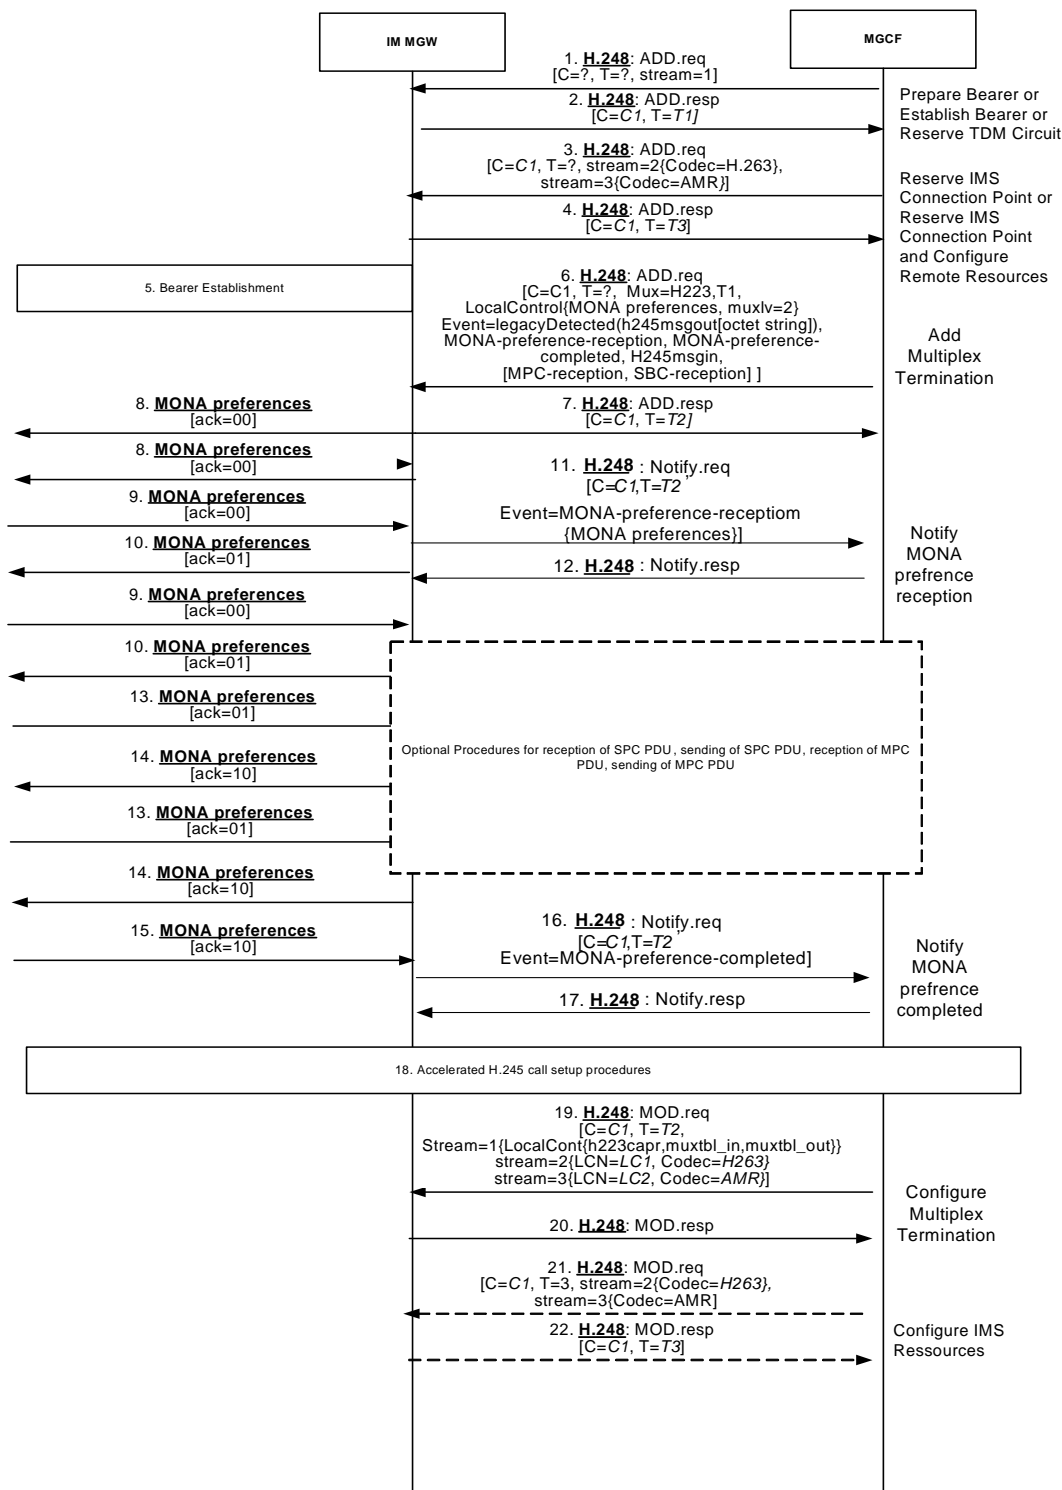 IM MGW
MGCF
1. H.248: ADD.req
[C=?, T=?, stream=1]
2. H.248: ADD.resp
[C=C1, T=T1]
Prepare Bearer or
Establish Bearer or
Reserve TDM Circuit
3. H.248: ADD.req
[C=C1, T=?, stream=2{Codec=H.263},
stream=3{Codec=AMR}]
4. H.248: ADD.resp
[C=C1, T=T3]
Reserve IMS
Connection Point or
Reserve IMS
Connection Point
and Configure
Remote Resources
5. Bearer Establishment
6. H.248: ADD.req
[C=C1, T=?, Mux=H223,T1,
LocalControl{MONA preferences, muxlv=2}
Event=legacyDetected(h245msgout[octet string]),
MONA-preference-reception, MONA-preference-
completed, H245msgin,
[MPC-reception, SBC-reception] ]
Add
Multiplex
Termination
8. MONA preferences
[ack=00]
7. H.248: ADD.resp
[C=C1, T=T2]
8. MONA preferences
[ack=00]
11. H.248 : Notify.req
[C=C1,T=T2
Event=MONA-preference-receptiom
{MONA preferences}]
9. MONA preferences
[ack=00]
10. MONA preferences
[ack=01]
12. H.248 : Notify.resp
Notify
MONA
prefrence
reception
9. MONA preferences
[ack=00]
10. MONA preferences
[ack=01]
13. MONA preferences
[ack=01]
Optional Procedures for reception of SPC PDU, sending of SPC PDU, reception of MPC
PDU, sending of MPC PDU
14. MONA preferences
[ack=10]
13. MONA preferences
[ack=01]
14. MONA preferences
[ack=10]
15. MONA preferences
[ack=10]
16. H.248 : Notify.req
[C=C1,T=T2
Event=MONA-preference-completed]
17. H.248 : Notify.resp
Notify
MONA
prefrence
completed
18. Accelerated H.245 call setup procedures
19. H.248: MOD.req
[C=C1, T=T2,
Stream=1{LocalCont{h223capr,muxtbl_in,muxtbl_out}}
stream=2{LCN=LC1, Codec=H263}
stream=3{LCN=LC2, Codec=AMR}]
20. H.248: MOD.resp
Configure
Multiplex
Termination
21. H.248: MOD.req
[C=C1, T=3, stream=2{Codec=H263},
stream=3{Codec=AMR]
22. H.248: MOD.resp
[C=C1, T=T3]
Configure IMS
Ressources